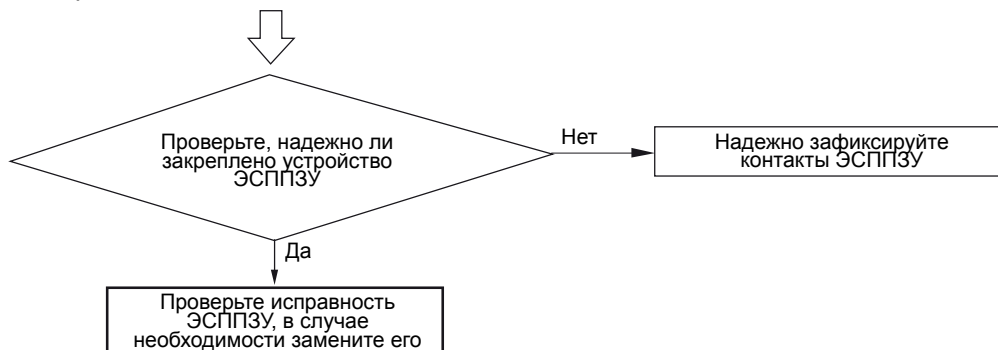 Проверьте, надежно ли
закреплено устройство
ЭСППЗУ
Нет
Надежно зафиксируйте
контакты ЭСППЗУ
Да
Проверьте исправность
ЭСППЗУ, в случае
необходимости замените его